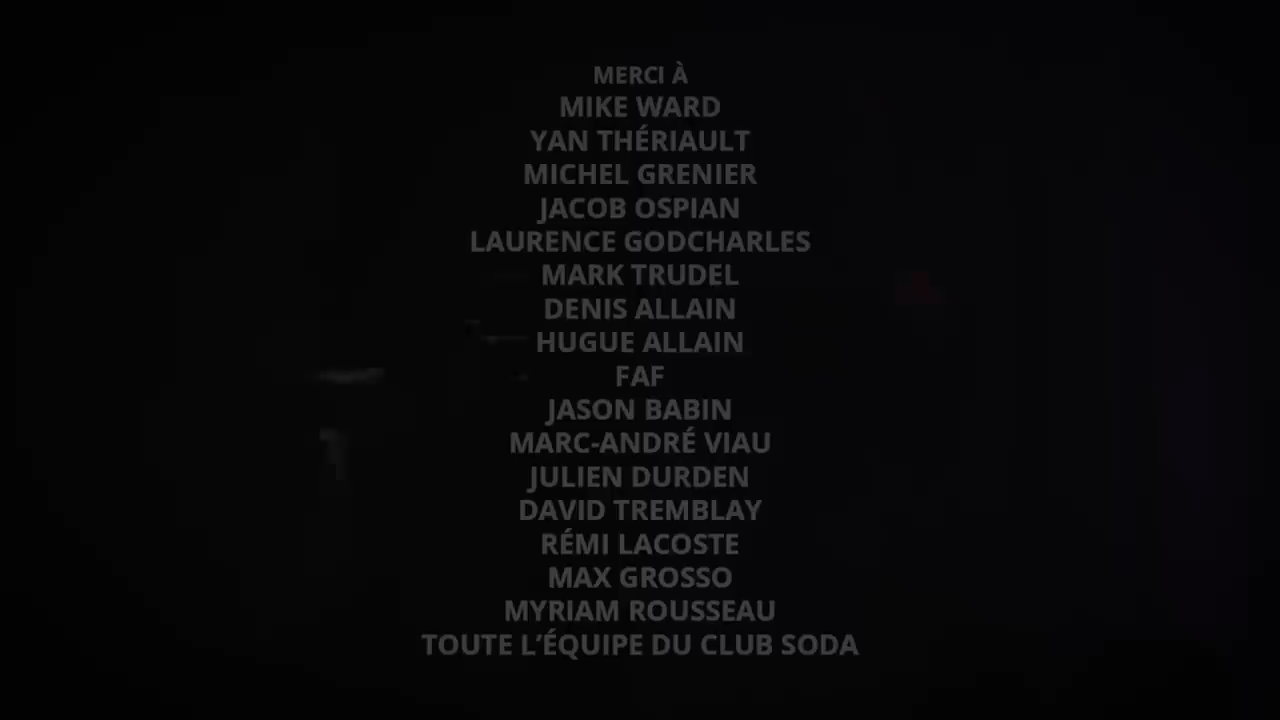 MERCI À
MIKE WARD
YAN THÉRIAULT
MICHEL GRENIER
JACOB OSPIAN
LAURENCE GODCHARLES
MARK TRUDEL
DENIS ALLAIN
HUGUE ALLAIN
FAF
JASON BABIN
MARC-ANDRÉ VIAU
JULIEN DURDEN
DAVID TREMBLAY
RÉMI LACOSTE
MAX GROSSO
MYRIAM ROUSSEAU
TOUTE L’ÉQUIPE DU CLUB SODA